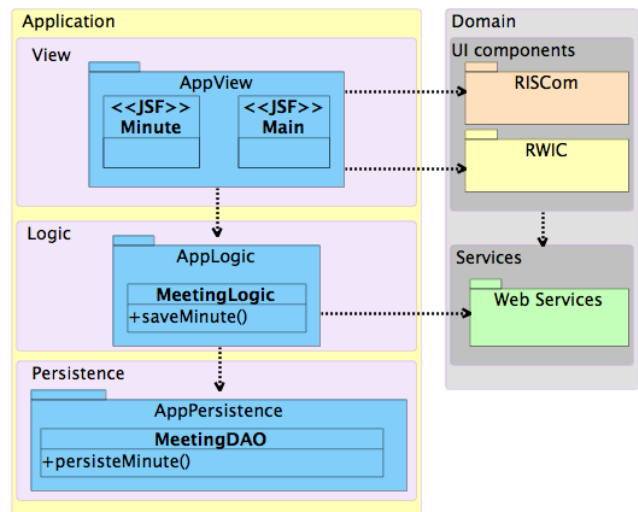 Application
View
AppView
<<JSF>>
Minute
<<JSF>>
Main
Logic
AppLogic
MeetingLogic
+saveMinute()
Persistence
AppPersistence
MeetingDAO
+persisteMinute()
Domain
UI components
RISCom
RWIC
Services
Web Services